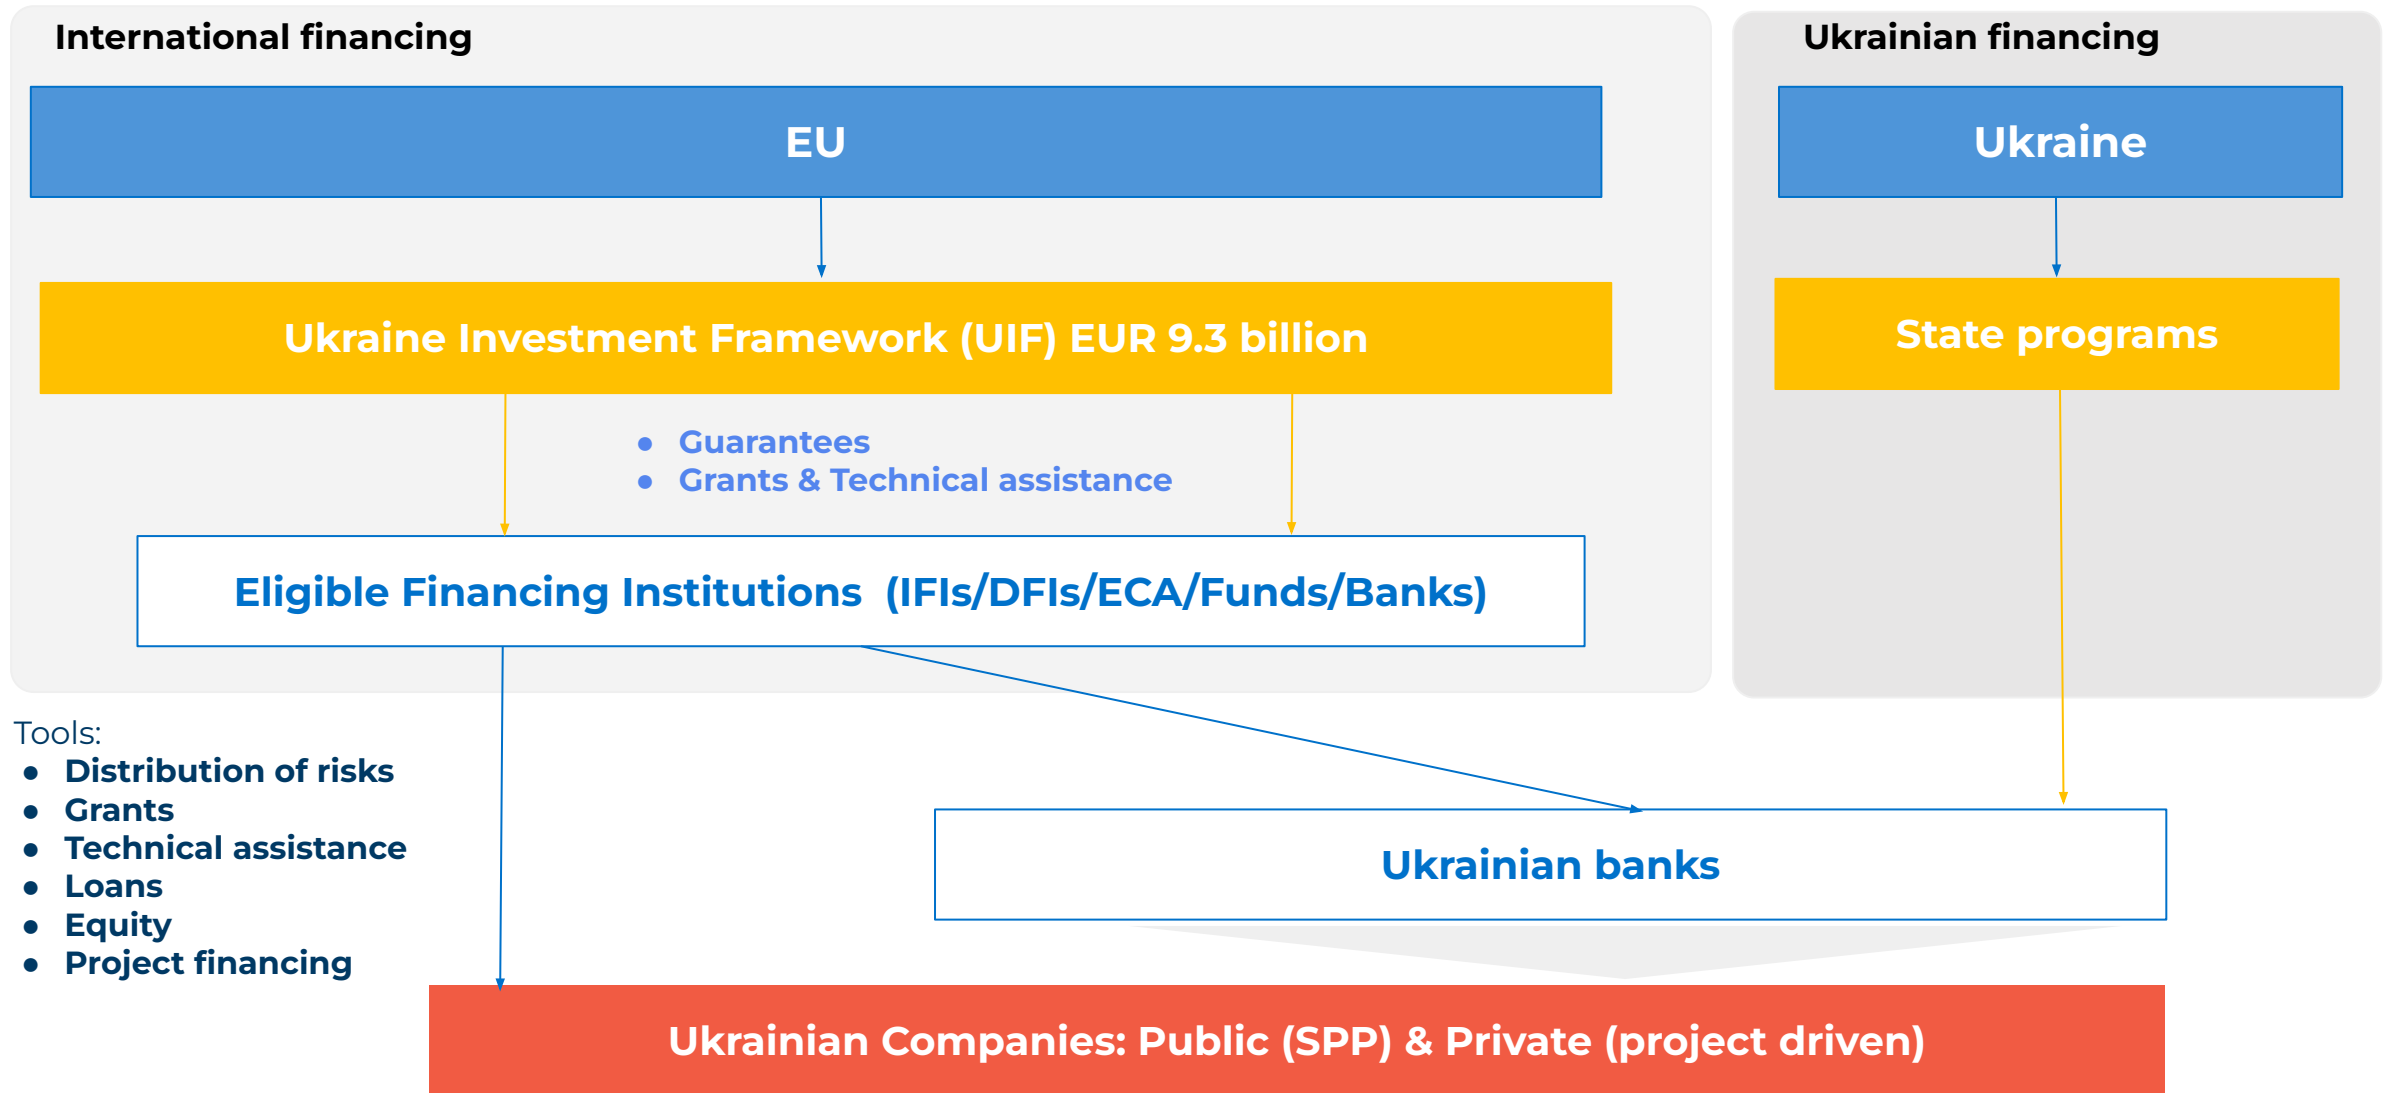 International financing
Ukrainian financing
EU
Ukraine
Ukraine Investment Framework (UIF) EUR 9.3 billion
State programs
● Guarantees
● Grants & Technical assistance
Eligible Financing Institutions (IFIs/DFIs/ECA/Funds/Banks)
Tools:
● Distribution of risks
● Grants
● Technical assistance
● Loans
● Equity
● Project financing
Ukrainian banks
Ukrainian Companies: Public (SPP) & Private (project driven)